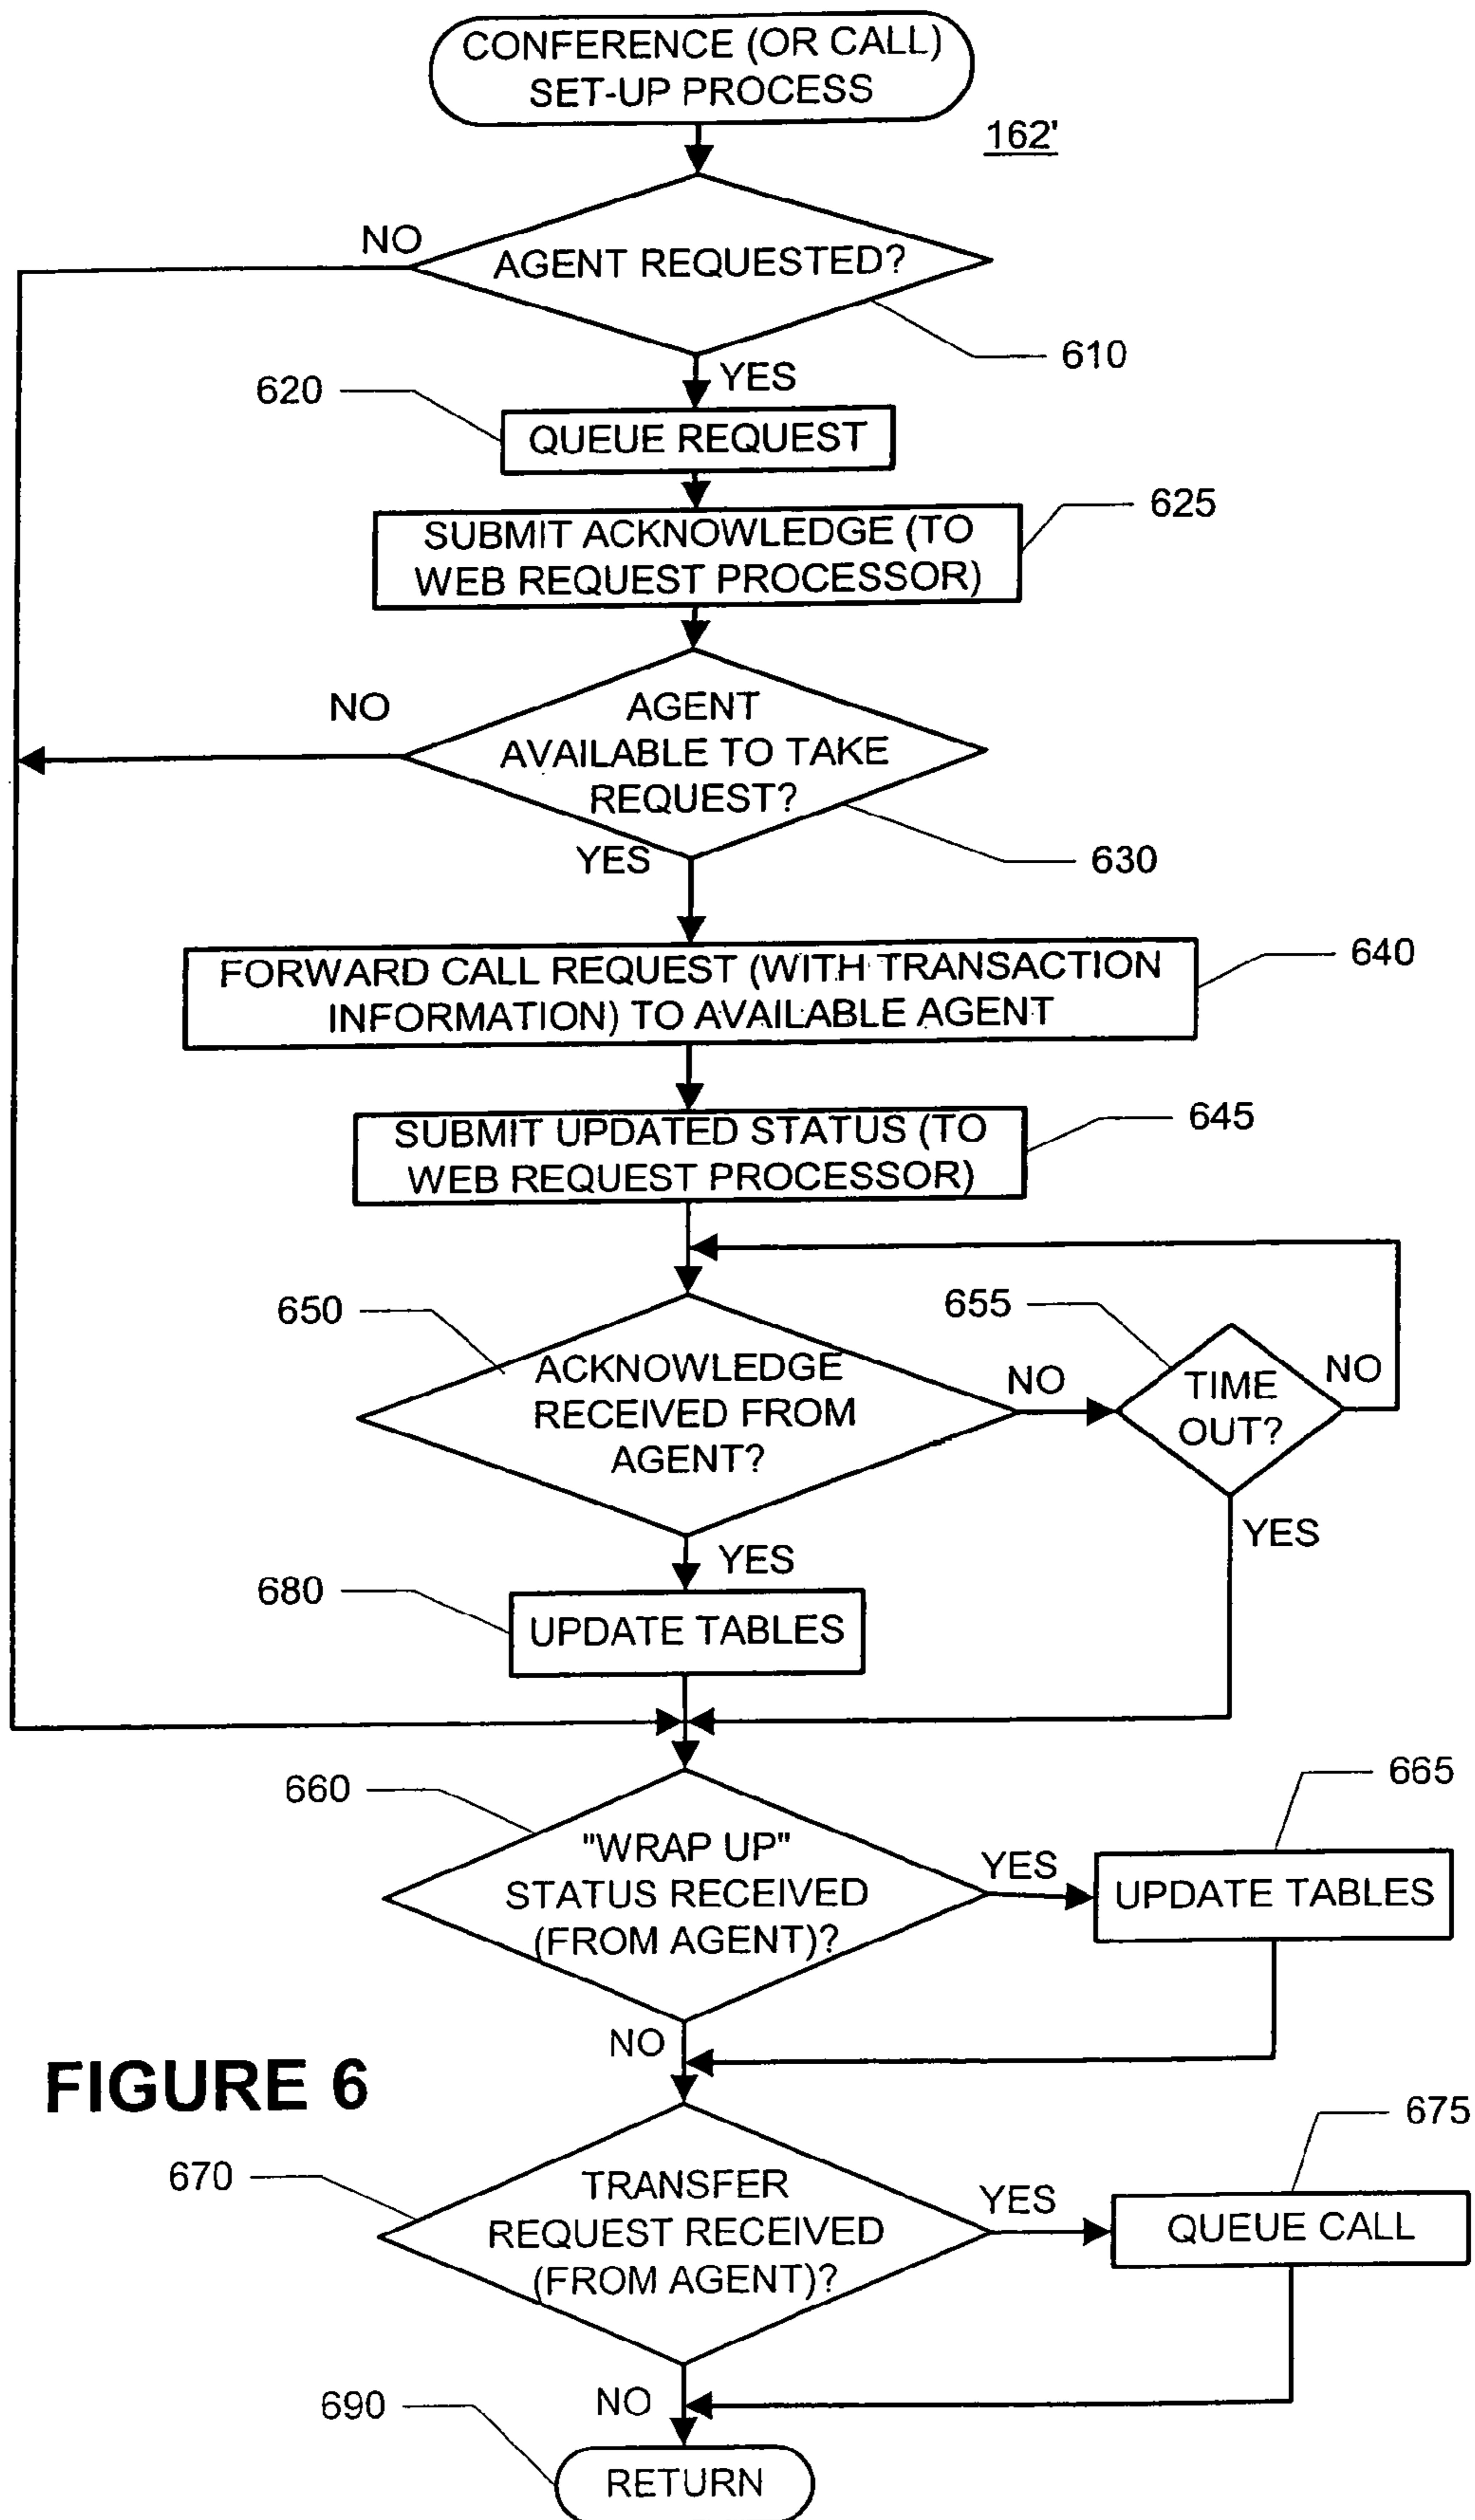 CONFERENCE (OR CALL)
SET-UP PROCESS
162'
NO
AGENT REQUESTED?
610
YES
620
QUEUE REQUEST
625
SUBMIT ACKNOWLEDGE (TO
WEB REQUEST PROCESSOR)
NO
AGENT
AVAILABLE TO TAKE
REQUEST?
YES
630
640
FORWARD CALL REQUEST (WITH TRANSACTION
INFORMATION) TO AVAILABLE AGENT
645
SUBMIT UPDATED STATUS (TO
WEB REQUEST PROCESSOR)
650
655
ACKNOWLEDGE
RECEIVED FROM
AGENT?
NO
TIME
OUT?
NO
YES
YES
680
UPDATE TABLES
660
665
"WRAP UP"
STATUS RECEIVED
(FROM AGENT)?
YES
UPDATE TABLES
NO
FIGURE 6
675
670
TRANSFER
REQUEST RECEIVED
(FROM AGENT)?
YES
QUEUE CALL
NO
690
RETURN